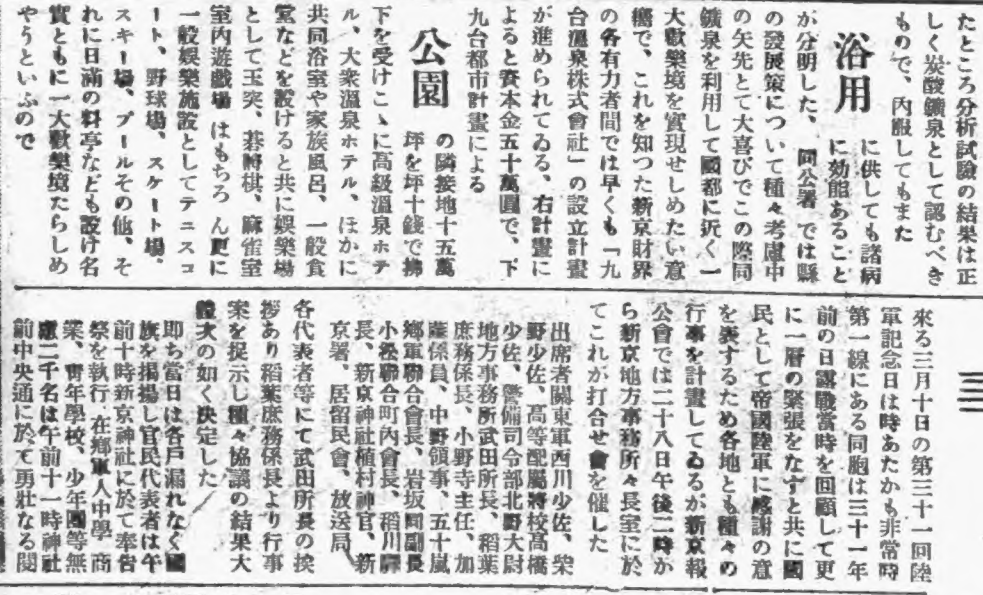 たところ分析試驗の結果は正
しく炭酸鑛泉として認むべき
もので、内服してもまた
浴用
に供しても諸病
に効能あること
が分明した、同公署では縣
の發展策について種々考慮中
の矢先とて大喜びでこの際同
鑛泉を利用して國都に近く一
大歡樂境を實現せしめたい意
嚮で、これを知つた新京財界
の各有力者間では早くも「九
台溫泉株式會社」の設立計畫
が進められてゐる、右計畫に
よると資本金五十萬圓で、下
九台都市計畫による
公園
の隣接地十五萬
坪を坪十錢で拂
下を受けこゝに高級溫泉ホテ
ル、大衆溫泉ホテル、ほかに
共同浴室や家族風呂、一般食
堂などを設けると共に娛樂場
として玉突、碁將棋、麻雀室
室內遊戲場はもちろん更に
一般娛樂施設としてテニスコ
ート、野球場、スケート場、
スキー場、プールその他、そ
れに日滿の料亭なども設け名
實ともに一大歡樂境たらしめ
やうといふので
來る三月十日の第三十一回陸
軍記念日は時あたかも非常時
第一線にある同胞は三十一年
前の日露戰當時を回顧して更
に一層の緊張をなすと共に國
民として帝國陸軍に感謝の意
を表するため各地とも種々の
行事を計畫してゐるが新京報
公會では二十八日午後二時か
ら新京地方事務所々長室に於
てこれが打合せ會を催した
出席者關東軍西川少佐、柴
野少佐、高等配屬將校髙橋
少佐、警備司令部北野大尉
地方事務所武田所長、稻葉
庶務係長、小野寺主任、加
藤係員、中野領事、五十嵐
鄉軍聯合會長、岩坂同副長
小松聯合町內會長、稻川
長、新京神社植村神官、新
京署、居留民會、放送局
各代表者等にて武田所長の挨
拶あり稻葉庶務係長より行事
案を提示し種々協議の結果大
體大の如く決定した
即ち當日は各戶漏れなく國
旗を揭揚し官民代表者は午
前十時新京神社に於て奉告
祭を執行 在鄉軍人中學 商
業、靑年學校、少年團等無
慮二千名は午前十一時神社
前中央通に於て勇壯なる閱